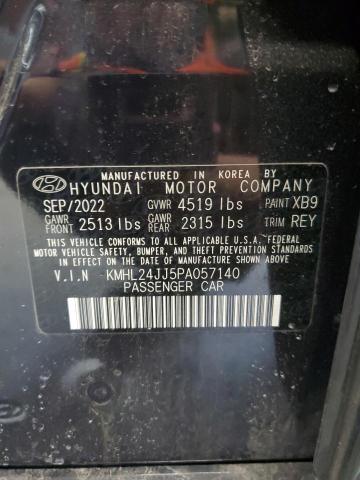 MANUFACTURED IN KOREA BY
HYUNDAI MOTOR COMPANY
SEP/2022 GVWR 4519 lbs PAINT XB9
GAWR FRONT 2513 lbs GAWR REAR 2315 lbs TRIM REY
THIS VEHICLE CONFORMS TO ALL APPLICABLE U.S.A. FEDERAL
MOTOR VEHICLE SAFETY, BUMPER, AND THEFT PREVENTION STANDARDS
IN EFFECT ON THE DATE OF MANUFACTURE SHOWN ABOVE.
V.I.N KMHL24JJ5PA057140
PASSENGER CAR